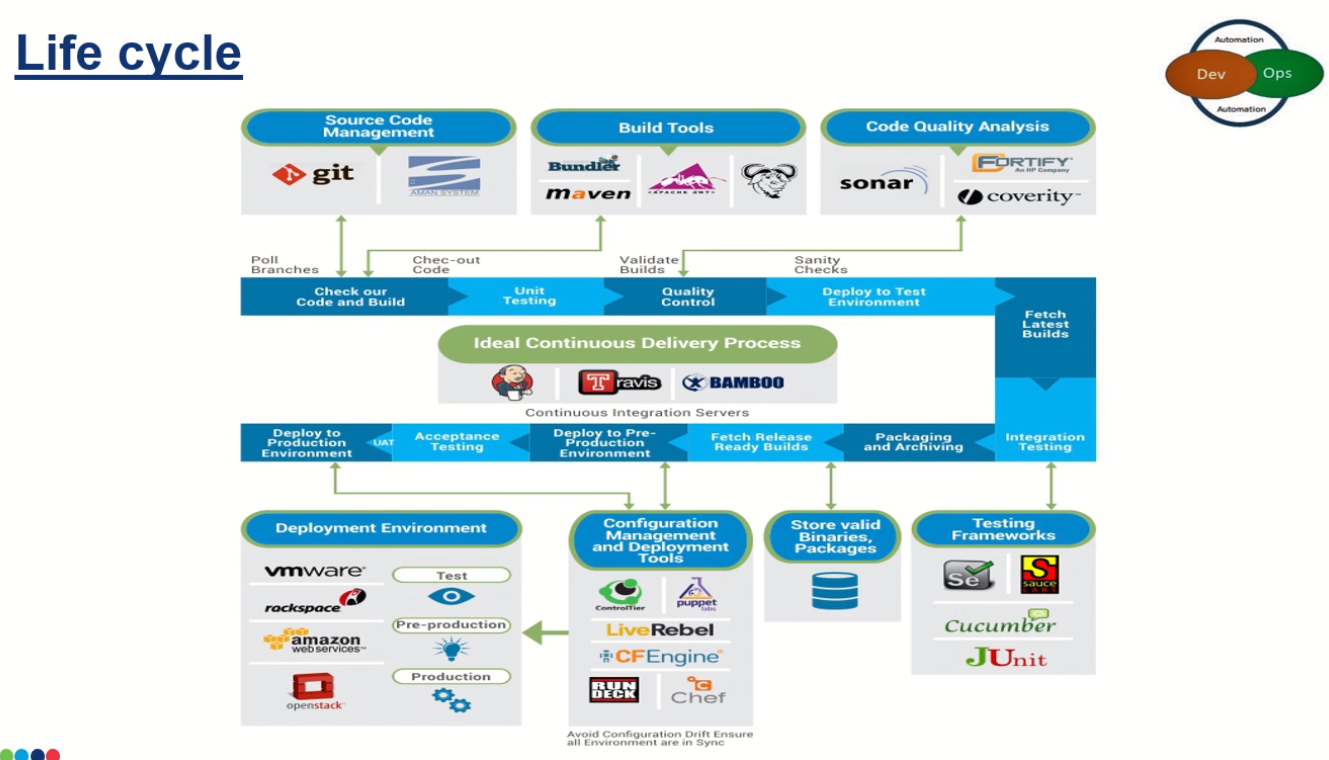 Life cycle
Automation
Dev
Ops
Automation
Source Code
Management
Build Tools
Code Quality Analysis
git
AMAN SYSTEM
Bundler
maven
APACHE ANT
sonar
FORTIFY
An HP Company
coverity™
Poll
Branches
Chec-out
Code
Validate
Builds
Sanity
Checks
Check our
Code and Build
Unit
Testing
Quality
Control
Deploy to Test
Environment
Fetch
Latest
Builds
Ideal Continuous Delivery Process
Travis
BAMBOO
Continuous Integration Servers
Deploy to
Production
Environment
UAT
Acceptance
Testing
Deploy to Pre-
Production
Environment
Fetch Release
Ready Builds
Packaging
and Archiving
Integration
Testing
Deployment Environment
vmware®
rackspace
amazon
web services™
openstack™
Test
Pre-production
Production
Configuration
Management
and Deployment
Tools
ControlTier
puppet
labs
LiveRebel
CFEngine®
RUN
DECK
Chef
Avoid Configuration Drift Ensure
all Environment are in Sync
Store valid
Binaries,
Packages
Testing
Frameworks
Se
SAUCE
LABS
Cucumber
JUnit